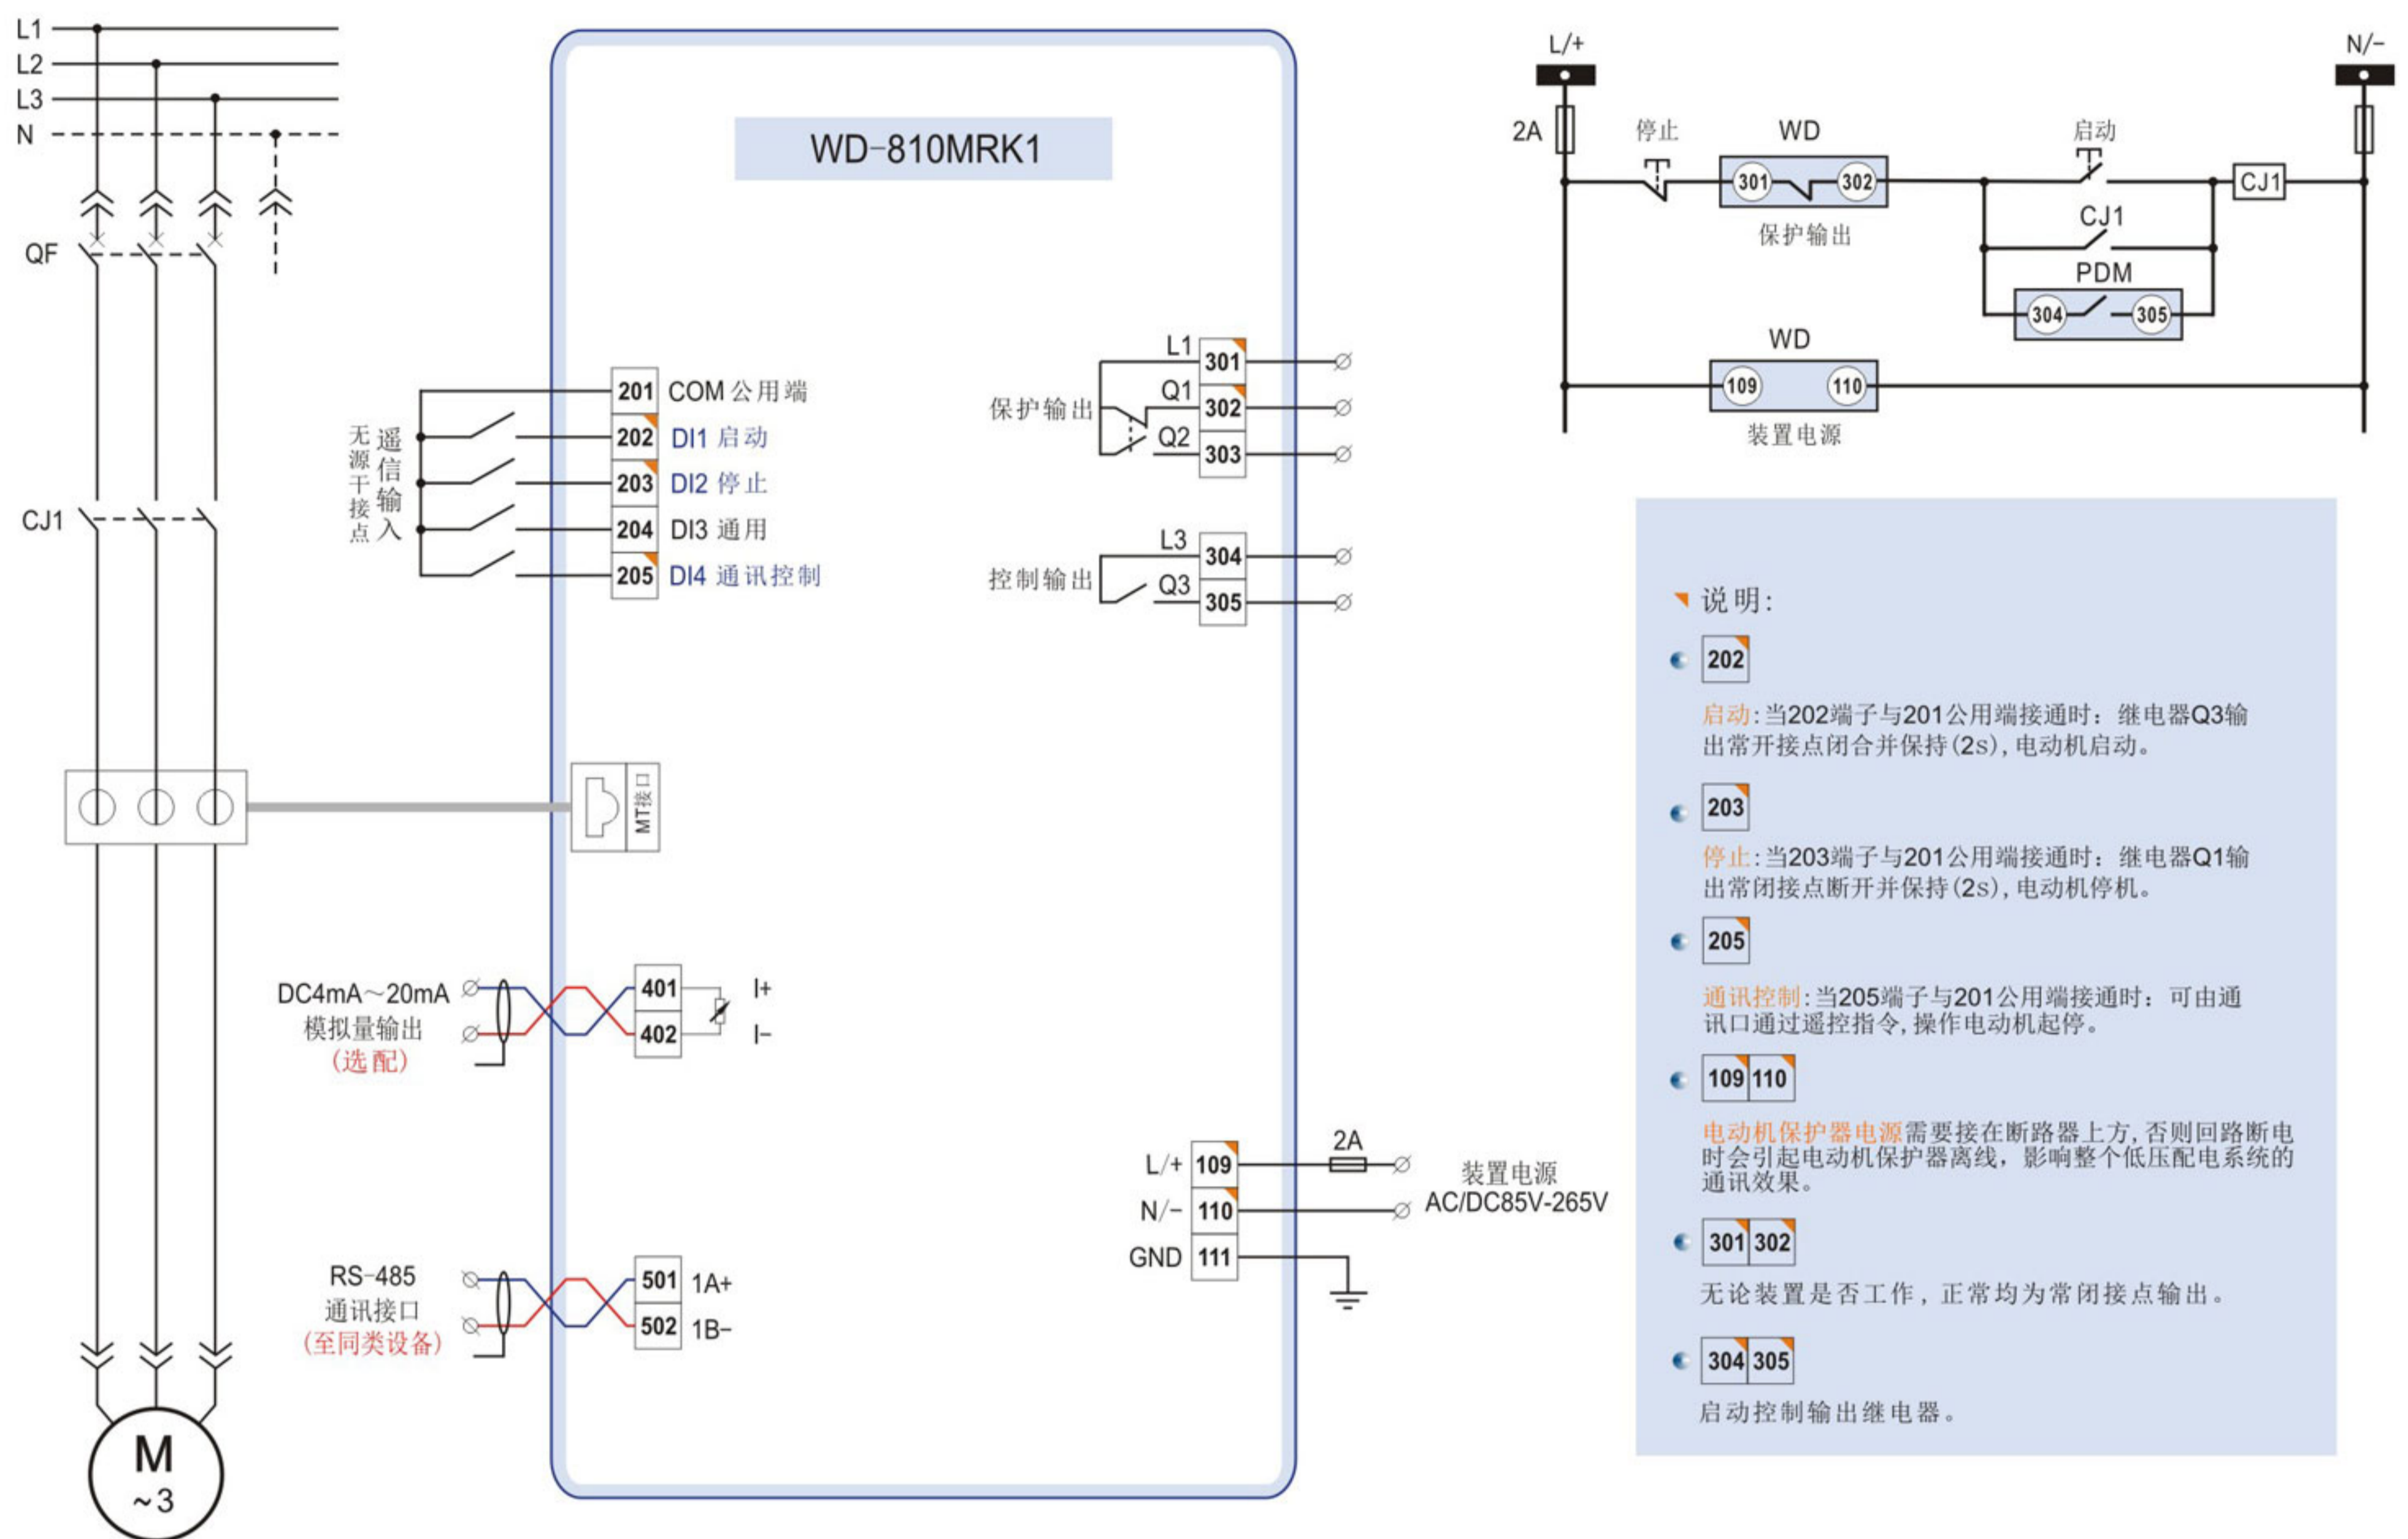 L1
L2
L3
N
QF
CJ1
M
~3
WD-810MRK1
无源干接点
遥信输入
201 COM 公用端
202 DI1 启动
203 DI2 停止
204 DI3 通用
205 DI4 通讯控制
MT接口
DC4mA～20mA
模拟量输出
(选配)
401 I+
402 I-
RS-485
通讯接口
(至同类设备)
501 1A+
502 1B-
保护输出
L1 301
Q1 302
Q2 303
控制输出
L3 304
Q3 305
L/+ 109
N/- 110
GND 111
2A
装置电源
AC/DC85V-265V
L/+
N/-
2A
停止
WD
启动
301
302
CJ1
保护输出
CJ1
PDM
304
305
WD
109
110
装置电源
说明:
202
启动:当202端子与201公用端接通时：继电器Q3输
出常开接点闭合并保持(2s),电动机启动。
203
停止:当203端子与201公用端接通时：继电器Q1输
出常闭接点断开并保持(2s),电动机停机。
205
通讯控制:当205端子与201公用端接通时：可由通
讯口通过遥控指令,操作电动机起停。
109 110
电动机保护器电源需要接在断路器上方,否则回路断电
时会引起电动机保护器离线，影响整个低压配电系统的
通讯效果。
301 302
无论装置是否工作,正常均为常闭接点输出。
304 305
启动控制输出继电器。